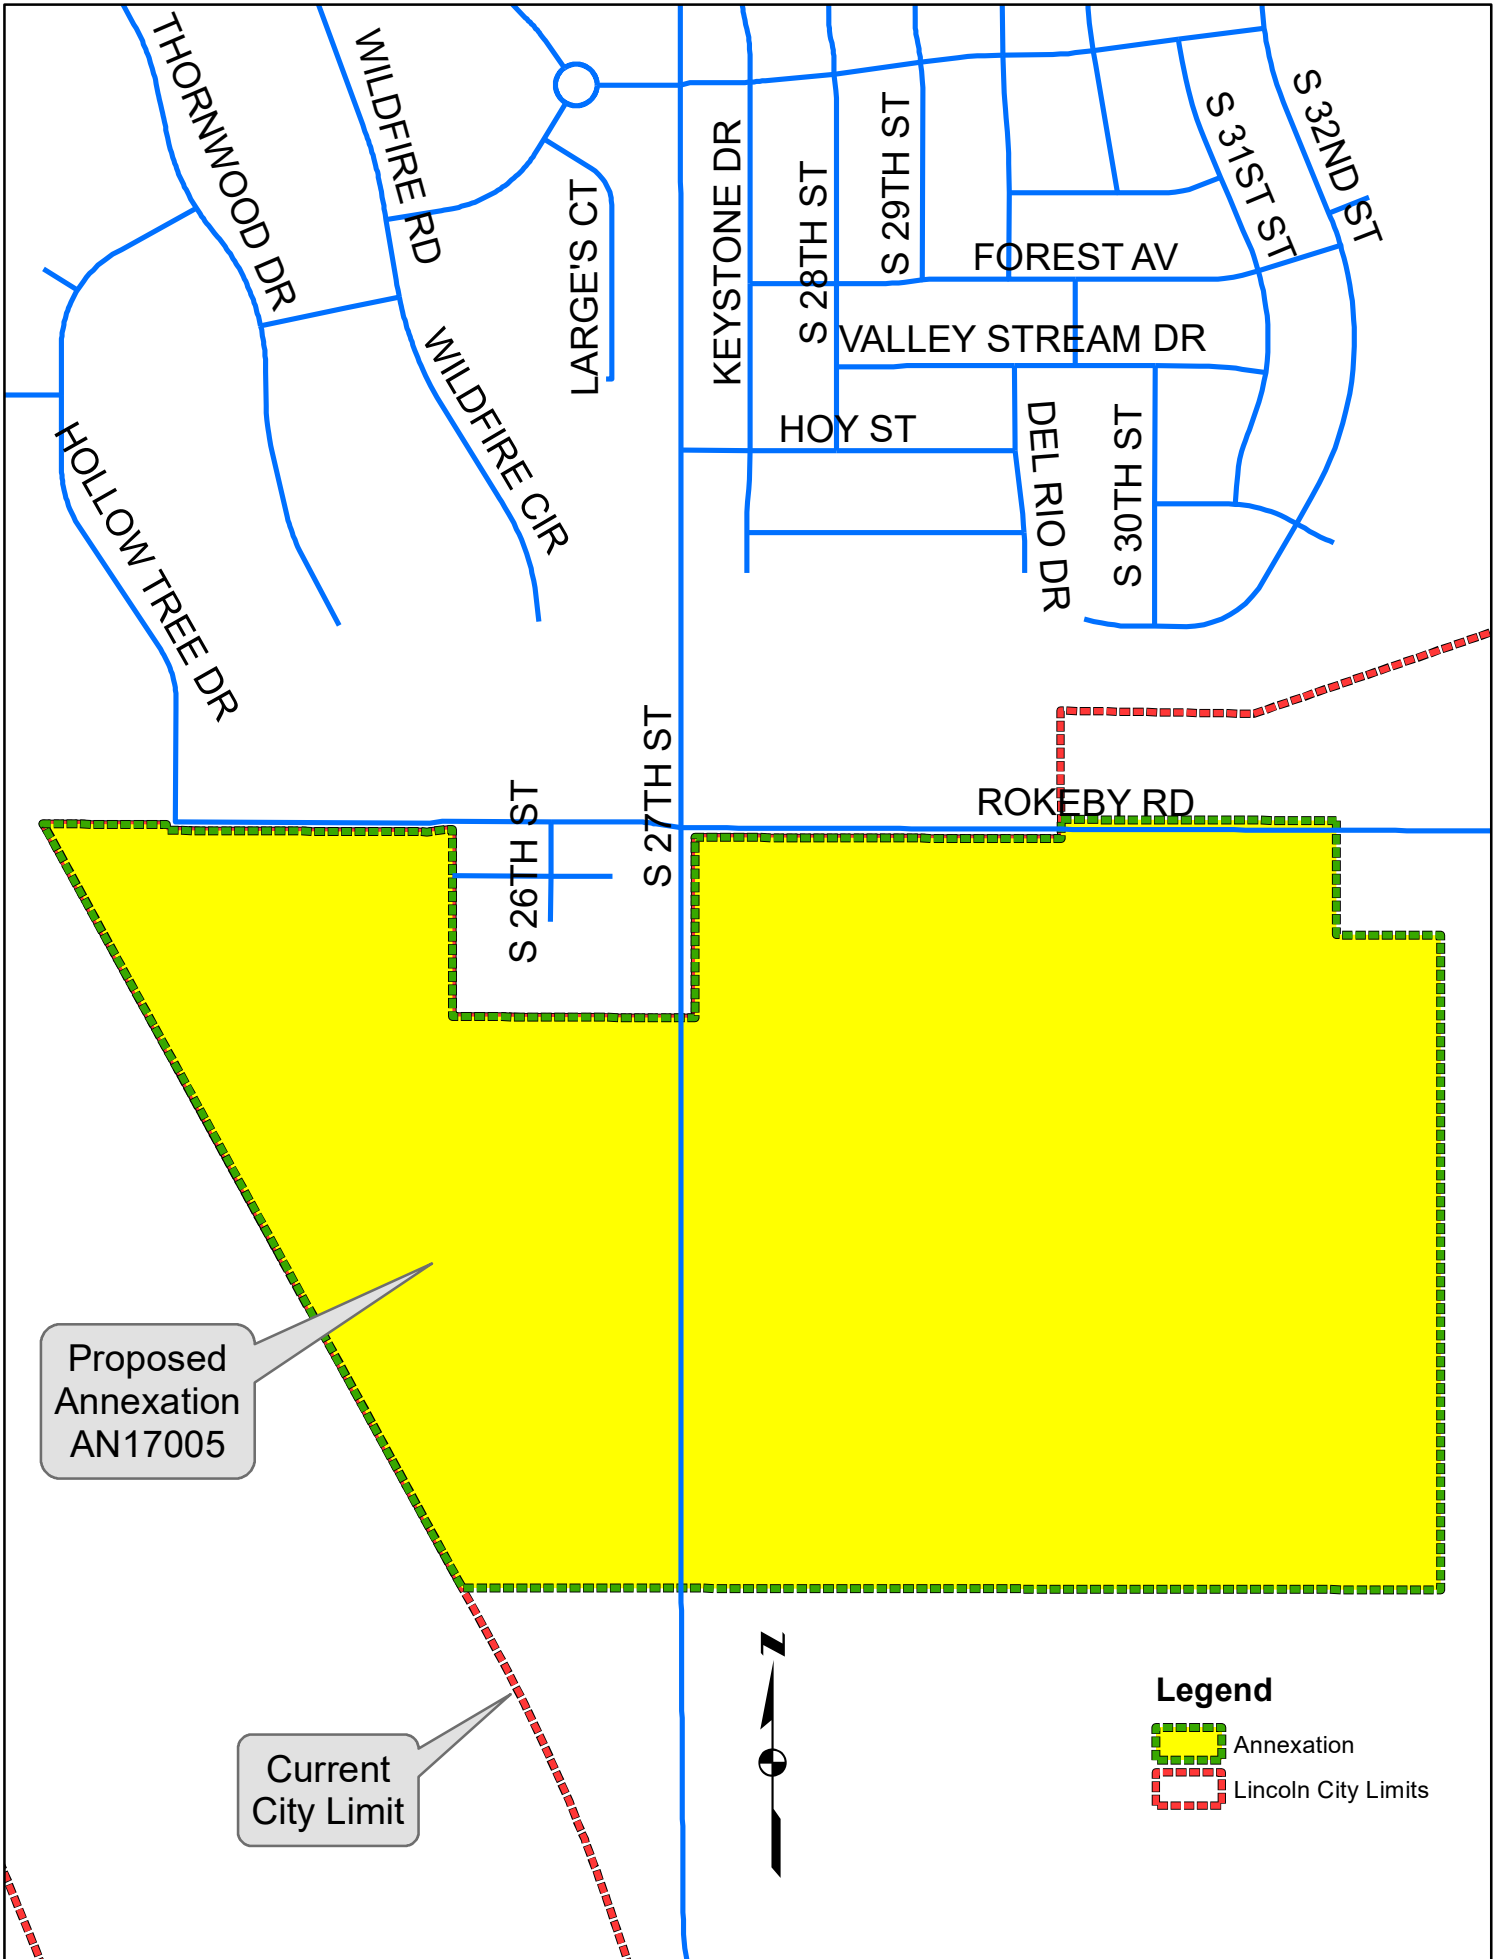 THORNWOOD DR
WILDFIRE RD
LARGE'S CT
KEYSTONE DR
S 28TH ST
S 29TH ST
S 31ST ST
S 32ND ST
FOREST AV
VALLEY STREAM DR
HOY ST
WILDFIRE CIR
DEL RIO DR
S 30TH ST
HOLLOW TREE DR
S 27TH ST
S 26TH ST
ROKEBY RD
Proposed
Annexation
AN17005
N
Current
City Limit
Legend
Annexation
Lincoln City Limits